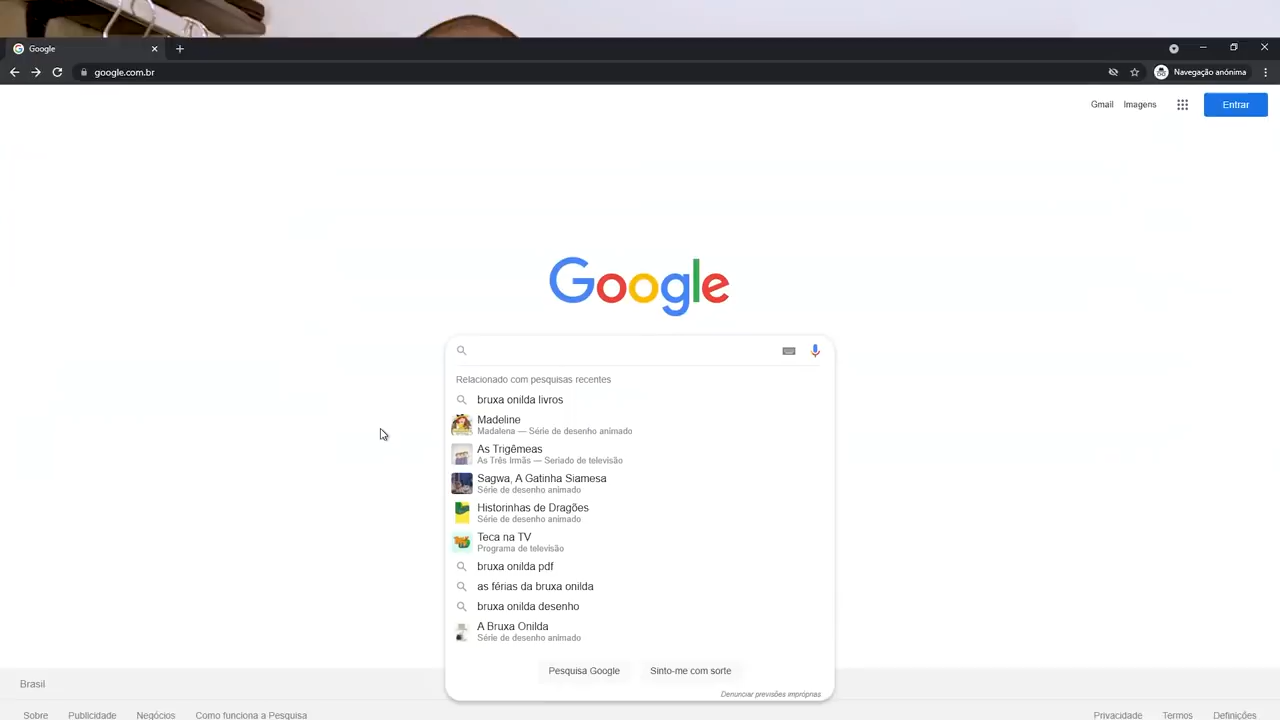 Google
google.com.br
Navegação anónima
Gmail Imagens Entrar
Google
Relacionado com pesquisas recentes
bruxa onilda livros
Madeline
Madalena — Série de desenho animado
As Trigêmeas
As Três Irmãs — Seriado de televisão
Sagwa, A Gatinha Siamesa
Série de desenho animado
Historinhas de Dragões
Série de desenho animado
Teca na TV
Programa de televisão
bruxa onilda pdf
as férias da bruxa onilda
bruxa onilda desenho
A Bruxa Onilda
Série de desenho animado
Pesquisa Google Sinto-me com sorte
Denunciar previsões impróprias
Brasil
Sobre Publicidade Negócios Como funciona a Pesquisa Privacidade Termos Definições